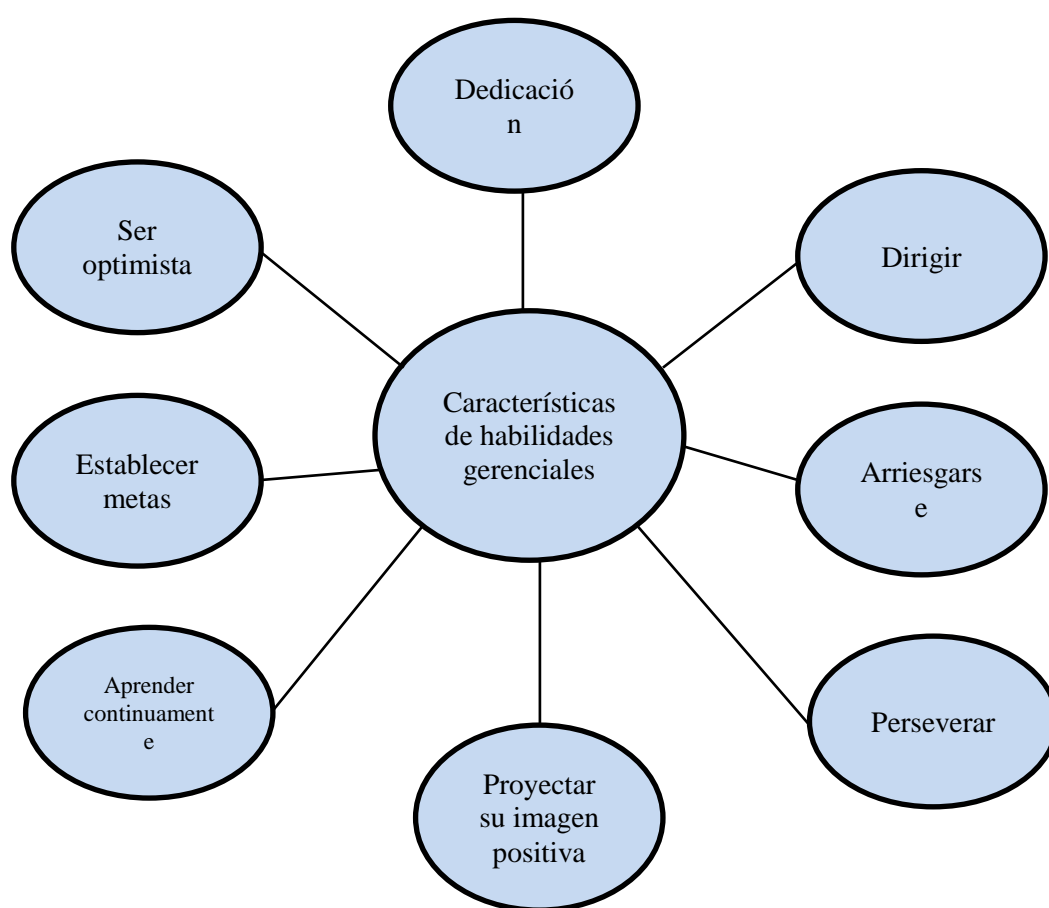 Dedicació
n
Ser
optimista
Dirigir
Características
de habilidades
gerenciales
Establecer
metas
Arriesgars
e
Aprender
continuament
e
Perseverar
Proyectar
su imagen
positiva